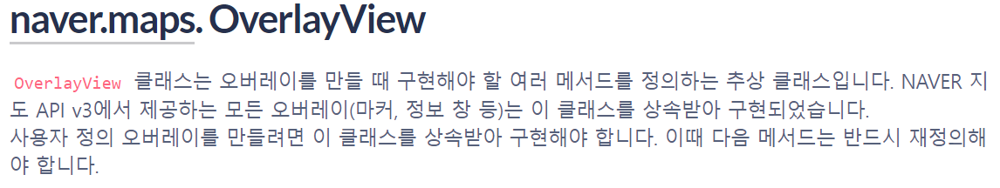 naver.maps. OverlayView
OverlayView 클래스는 오버레이를 만들 때 구현해야 할 여러 메서드를 정의하는 추상 클래스입니다. NAVER 지
도 API v3에서 제공하는 모든 오버레이(마커, 정보 창 등)는 이 클래스를 상속받아 구현되었습니다.
사용자 정의 오버레이를 만들려면 이 클래스를 상속받아 구현해야 합니다. 이때 다음 메서드는 반드시 재정의해
야 합니다.